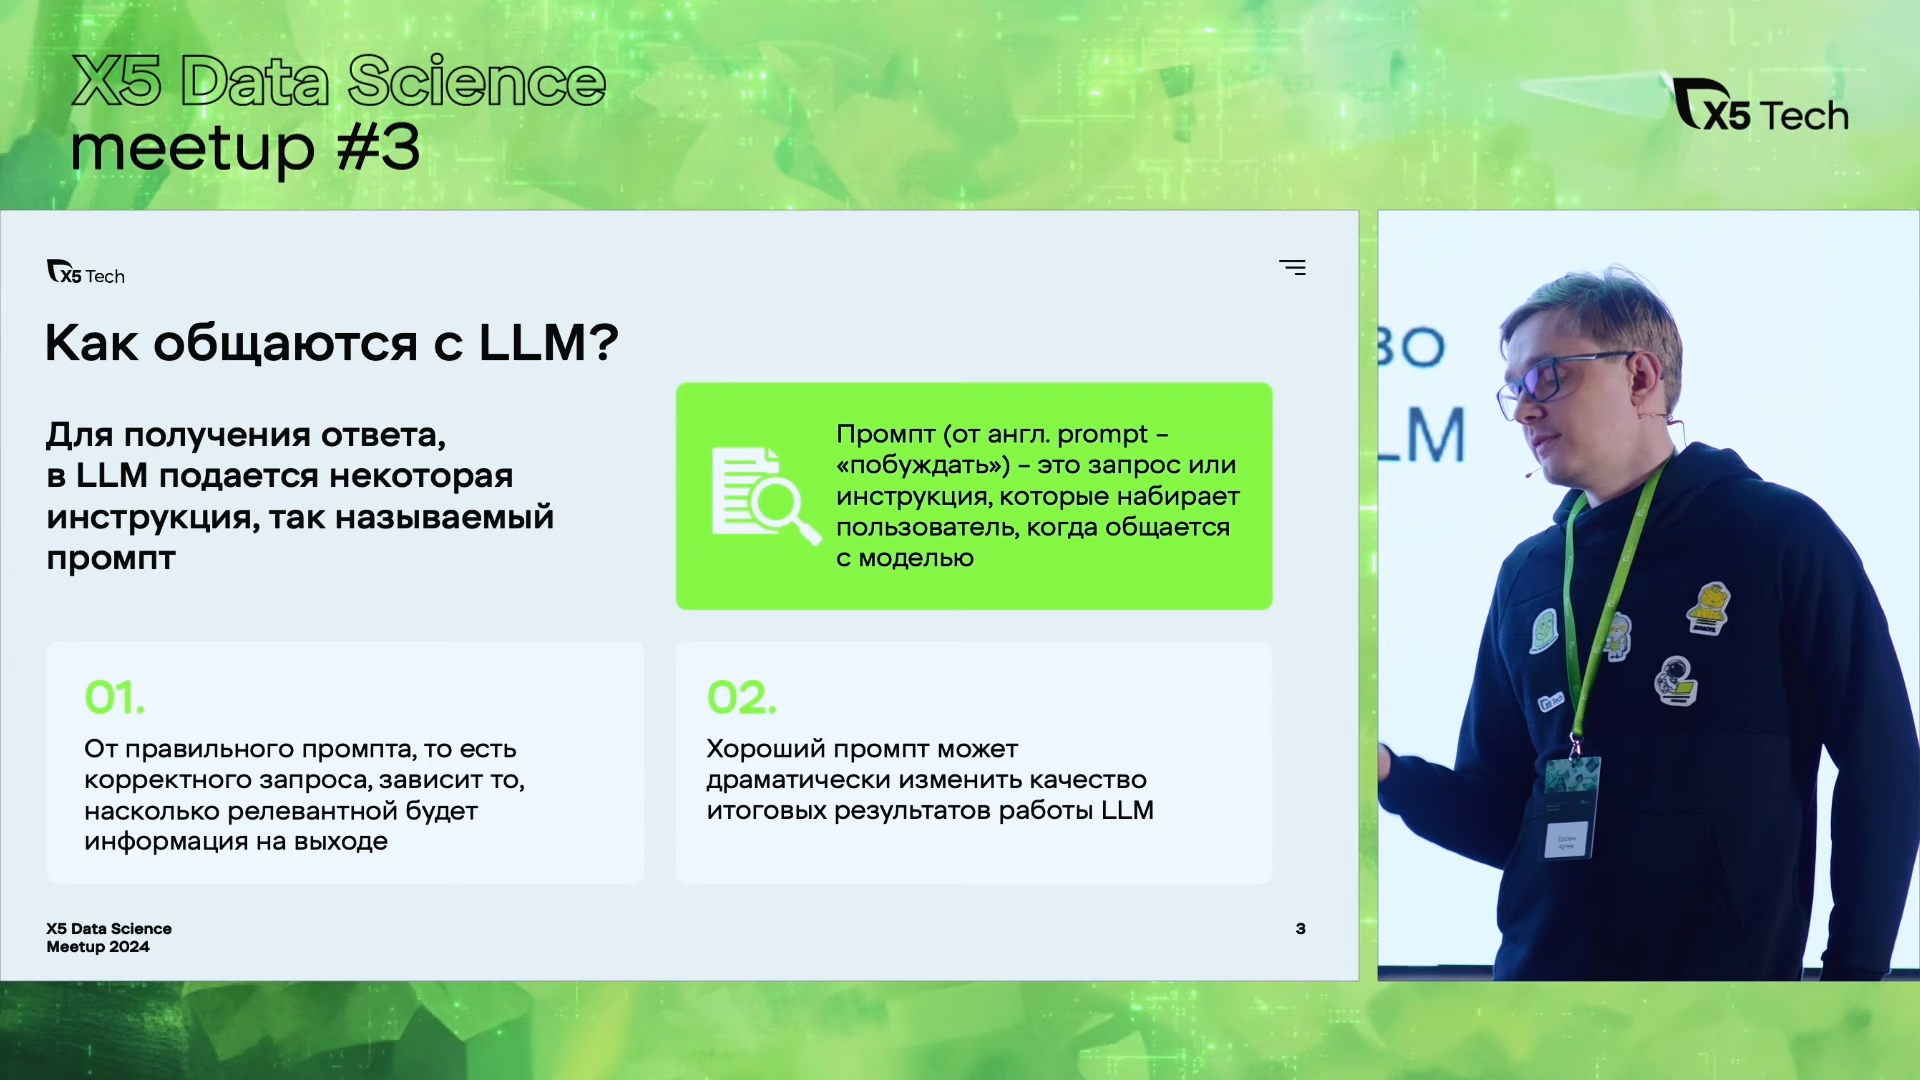 X5 Data Science
meetup #3
X5 Tech
X5 Tech
Как общаются с LLM?
Для получения ответа,
в LLM подается некоторая
инструкция, так называемый
промпт
Промпт (от англ. prompt –
«побуждать») – это запрос или
инструкция, которые набирает
пользователь, когда общается
с моделью
01.
От правильного промпта, то есть
корректного запроса, зависит то,
насколько релевантной будет
информация на выходе
02.
Хороший промпт может
драматически изменить качество
итоговых результатов работы LLM
X5 Data Science
Meetup 2024
3
во
LM
X5 Tech